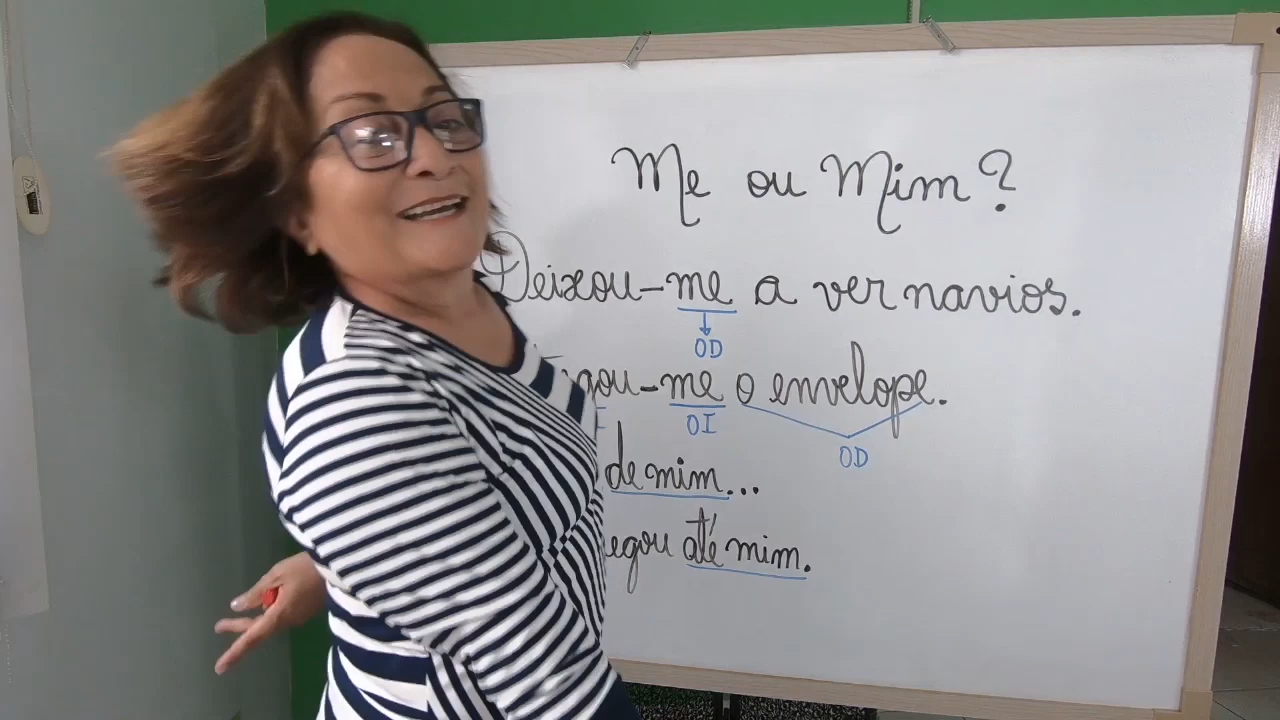 Me ou Mim?
Deixou-me a ver navios.
OD
-me o envelope.
OI
OD
de mim...
até mim.